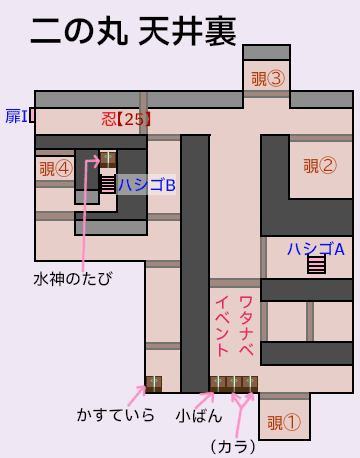 二の丸 天井裏
覗③
扉I
忍【25】
覗④
覗②
ハシゴB
ハシゴA
水神のたび
ワタナベ
イベント
かすていら
小ばん
（カラ）
覗①